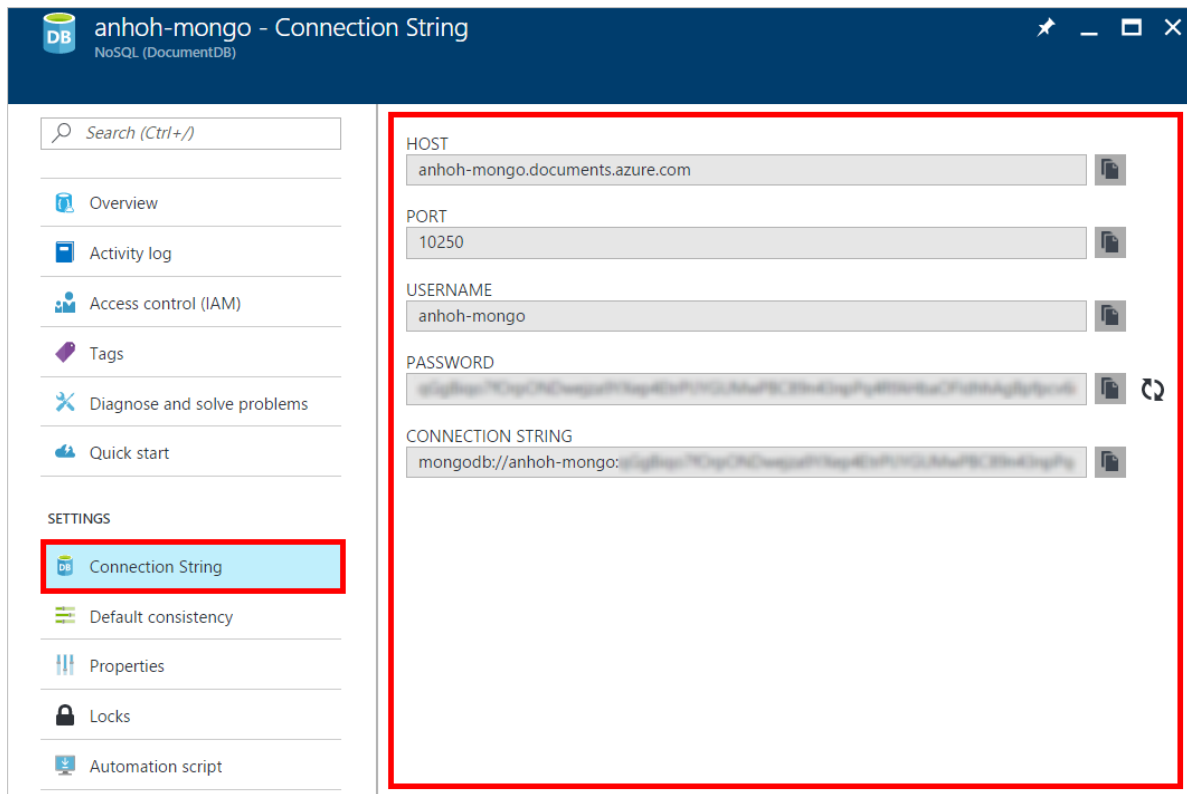 anhoh-mongo - Connection String
NoSQL (DocumentDB)
Search (Ctrl+/)
Overview
Activity log
Access control (IAM)
Tags
Diagnose and solve problems
Quick start
SETTINGS
Connection String
Default consistency
Properties
Locks
Automation script
HOST
anhoh-mongo.documents.azure.com
PORT
10250
USERNAME
anhoh-mongo
PASSWORD
CONNECTION STRING
mongodb://anhoh-mongo: